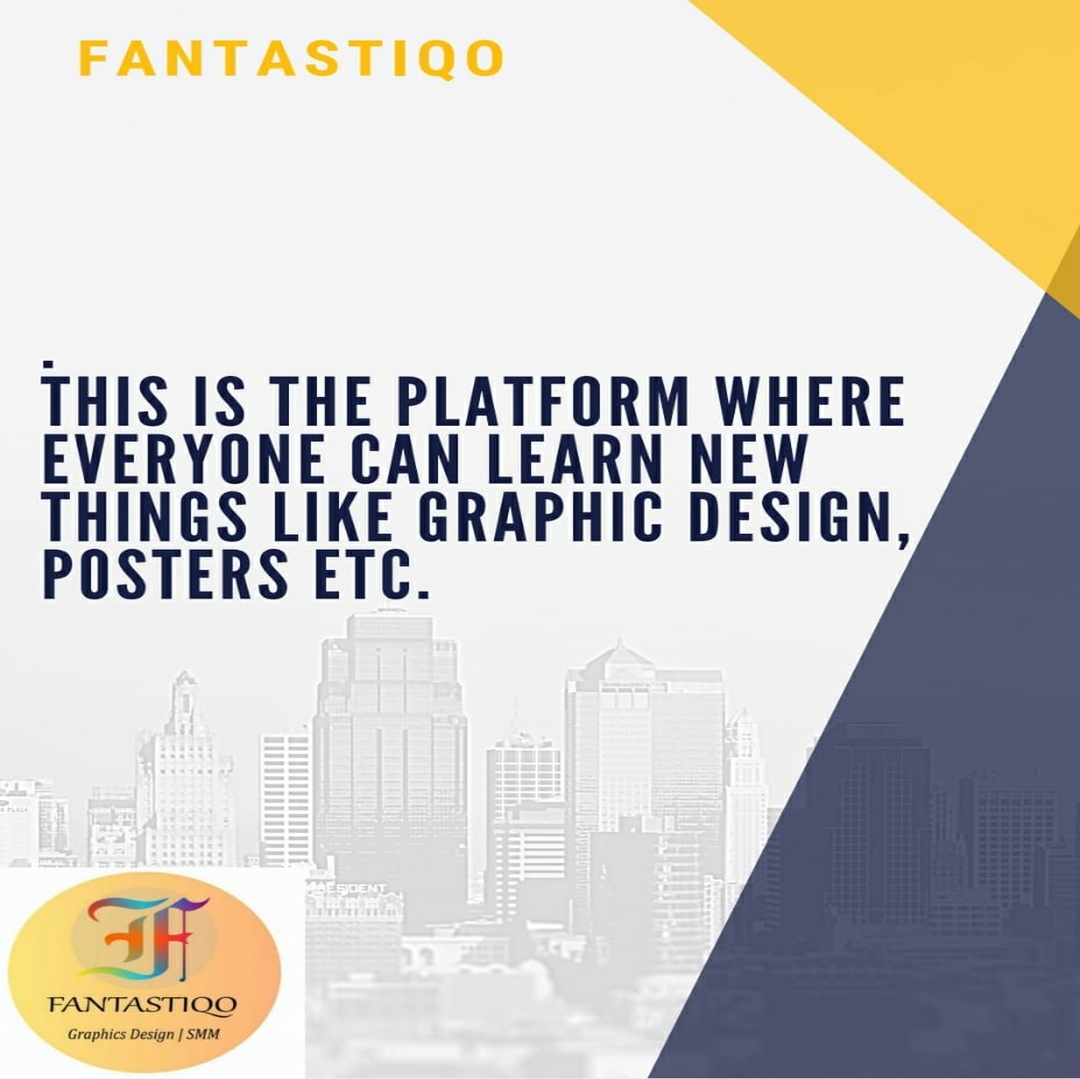 FANTASTIQO
.
THIS IS THE PLATFORM WHERE
EVERYONE CAN LEARN NEW
THINGS LIKE GRAPHIC DESIGN,
POSTERS ETC.
PRESIDENT
FANTASTIQO
Graphics Design | SMM